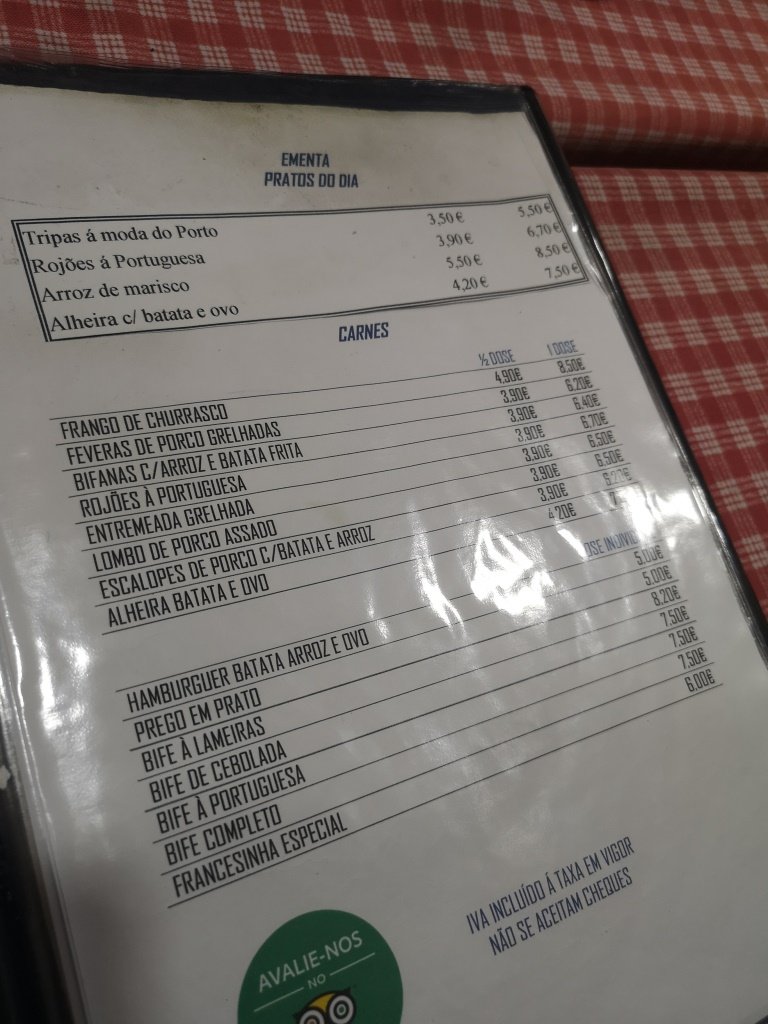 EMENTA
PRATOS DO DIA
Tripas á moda do Porto 3,50 € 5,50 €
Rojões á Portuguesa 3,90 € 6,70 €
Arroz de marisco 5,50 € 8,50 €
Alheira c/ batata e ovo 4,20 € 7,50 €
CARNES
½ DOSE 1 DOSE
FRANGO DE CHURRASCO 4,90€ 8,50€
FEVERAS DE PORCO GRELHADAS 3,90€ 6,20€
BIFANAS C/ARROZ E BATATA FRITA 3,90€ 6,40€
ROJÕES À PORTUGUESA 3,90€ 6,70€
ENTREMEADA GRELHADA 3,90€ 6,50€
LOMBO DE PORCO ASSADO 3,90€ 6,50€
ESCALOPES DE PORCO C/BATATA E ARROZ 3,90€ 6,20€
ALHEIRA BATATA E OVO 4,20€
HAMBURGUER BATATA ARROZ E OVO 5,00€
PREGO EM PRATO 5,00€
BIFE À LAMEIRAS 8,20€
BIFE DE CEBOLADA 7,50€
BIFE À PORTUGUESA 7,50€
BIFE COMPLETO 7,50€
FRANCESINHA ESPECIAL 6,00€
IVA INCLUÍDO Á TAXA EM VIGOR
NÃO SE ACEITAM CHEQUES
AVALIE-NOS
NO